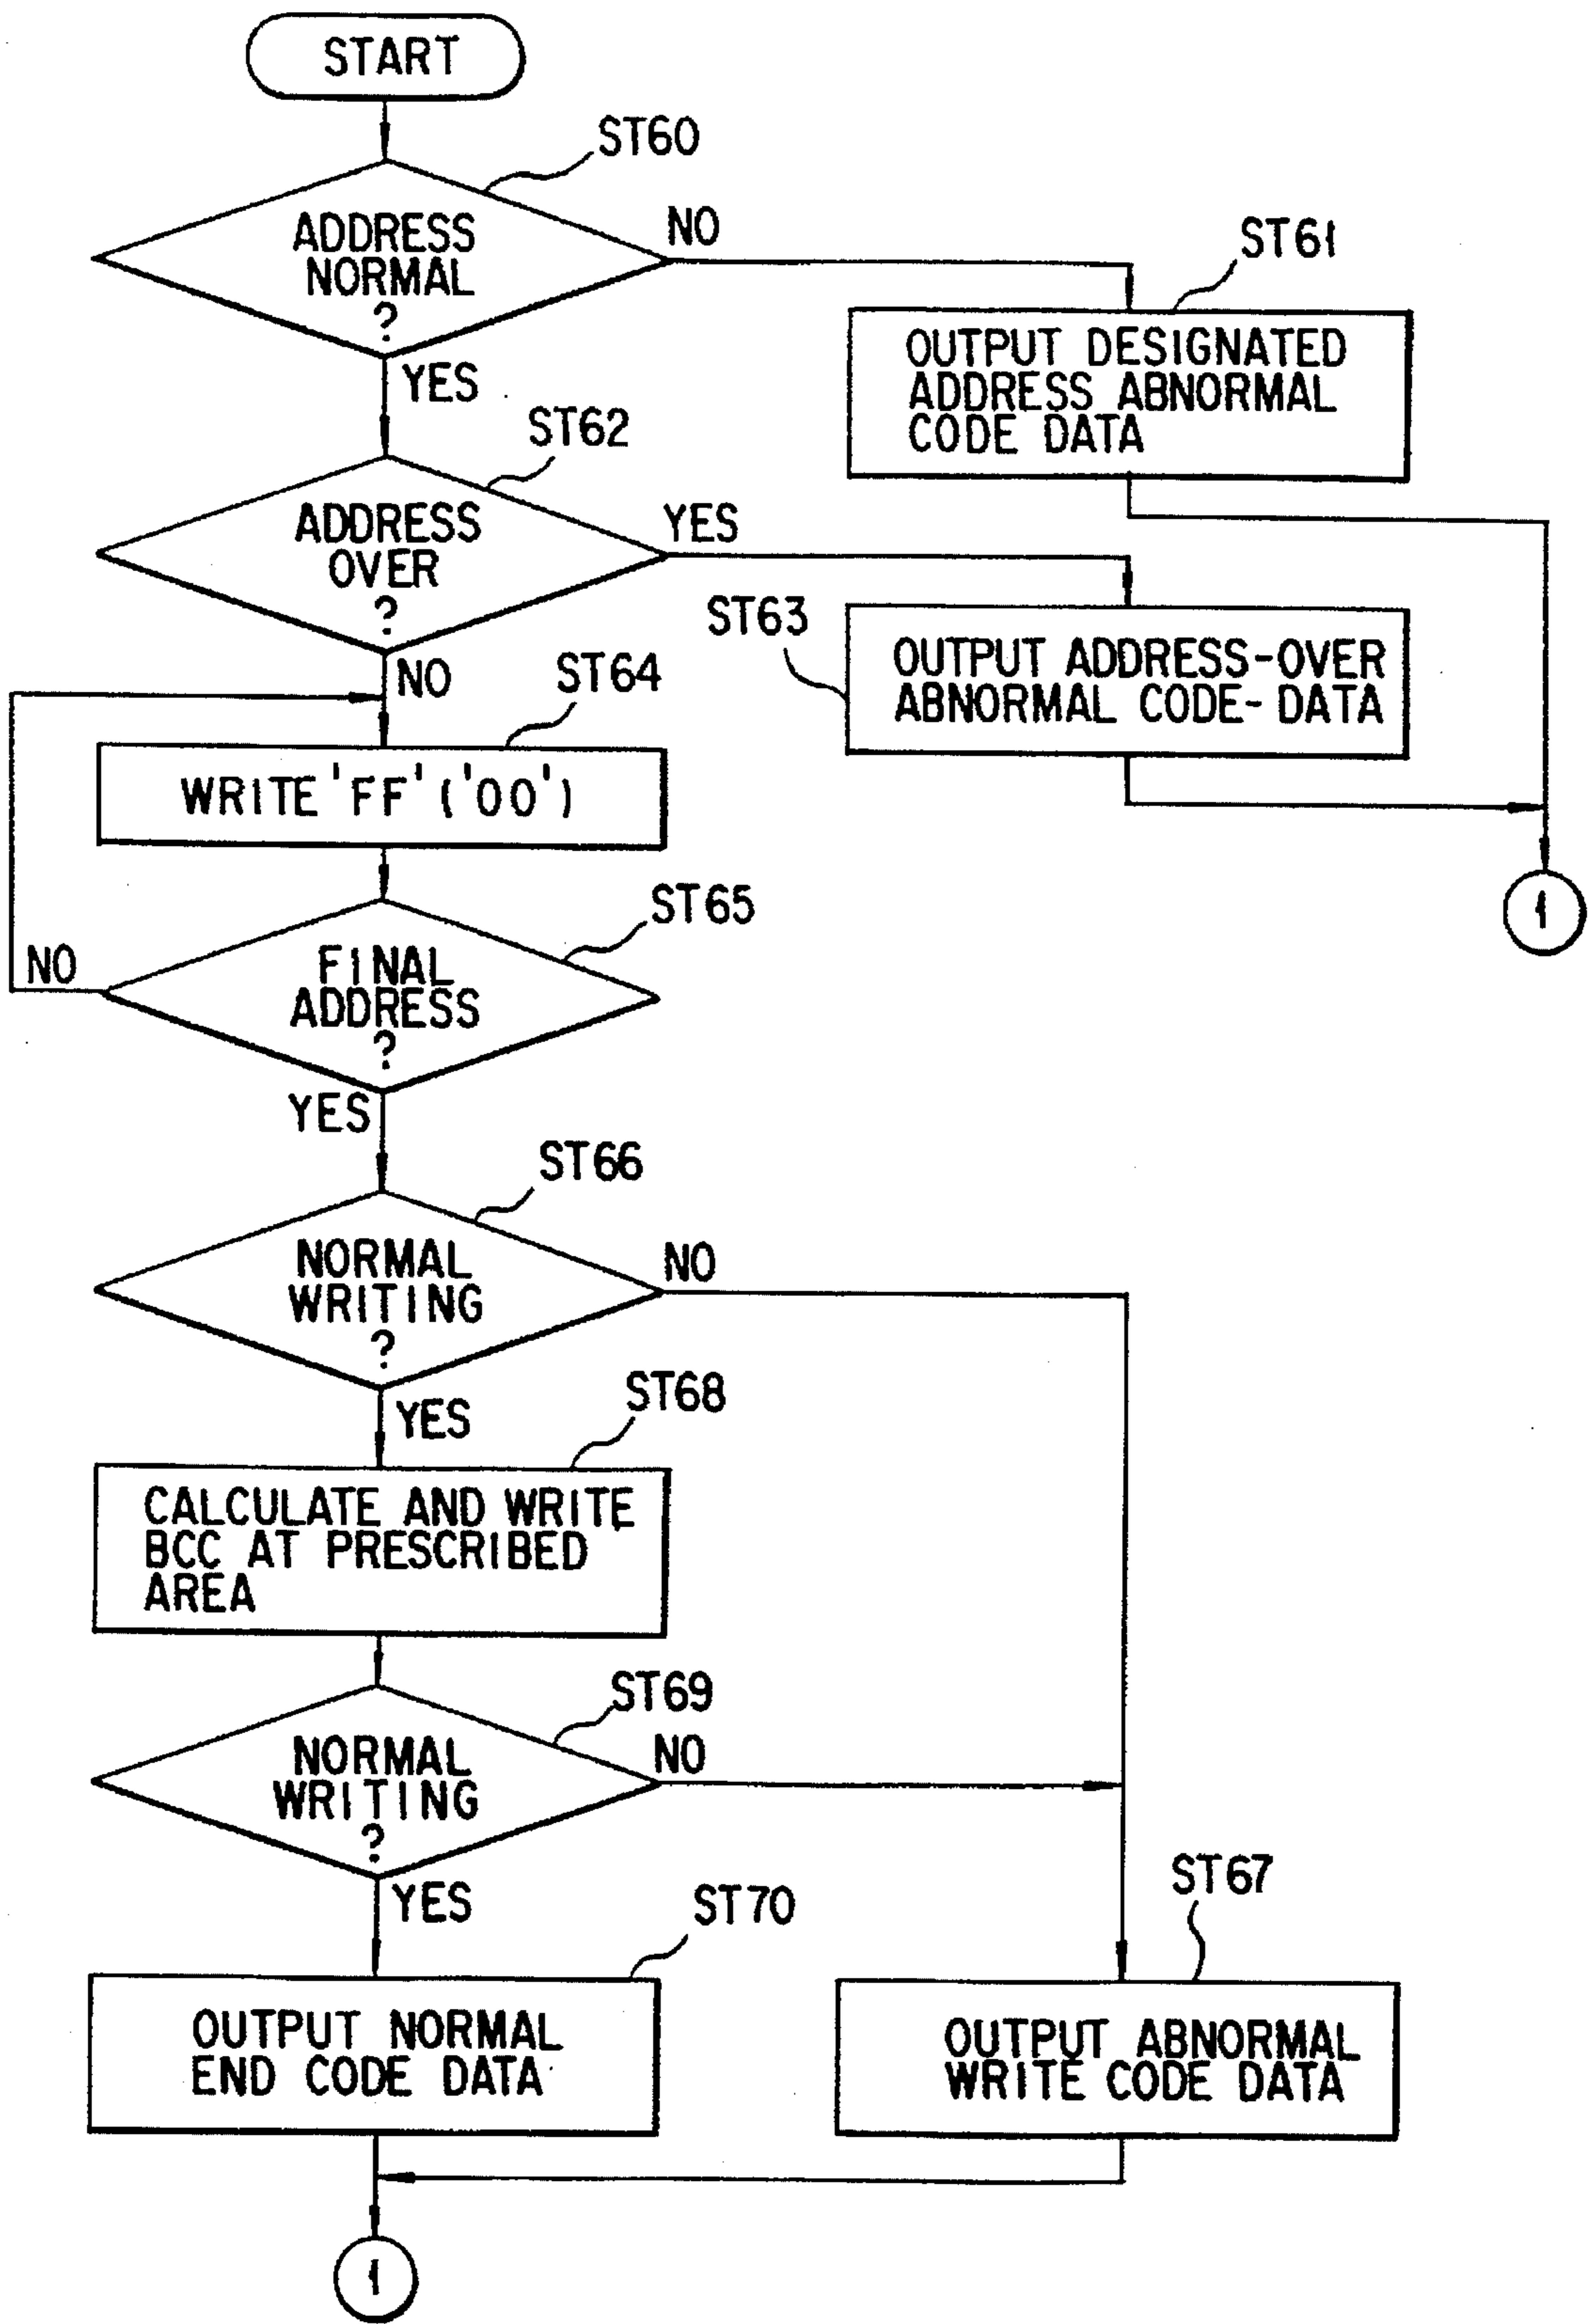 START
ST60
ADDRESS
NORMAL
?
NO
YES
ST61
OUTPUT DESIGNATED
ADDRESS ABNORMAL
CODE DATA
ST62
ADDRESS
OVER
?
YES
NO
ST63
OUTPUT ADDRESS-OVER
ABNORMAL CODE-DATA
1
ST64
WRITE 'FF' ('00')
ST65
FINAL
ADDRESS
?
NO
YES
ST66
NORMAL
WRITING
?
NO
YES
ST68
CALCULATE AND WRITE
BCC AT PRESCRIBED
AREA
ST69
NORMAL
WRITING
?
NO
YES
ST70
OUTPUT NORMAL
END CODE DATA
ST67
OUTPUT ABNORMAL
WRITE CODE DATA
1